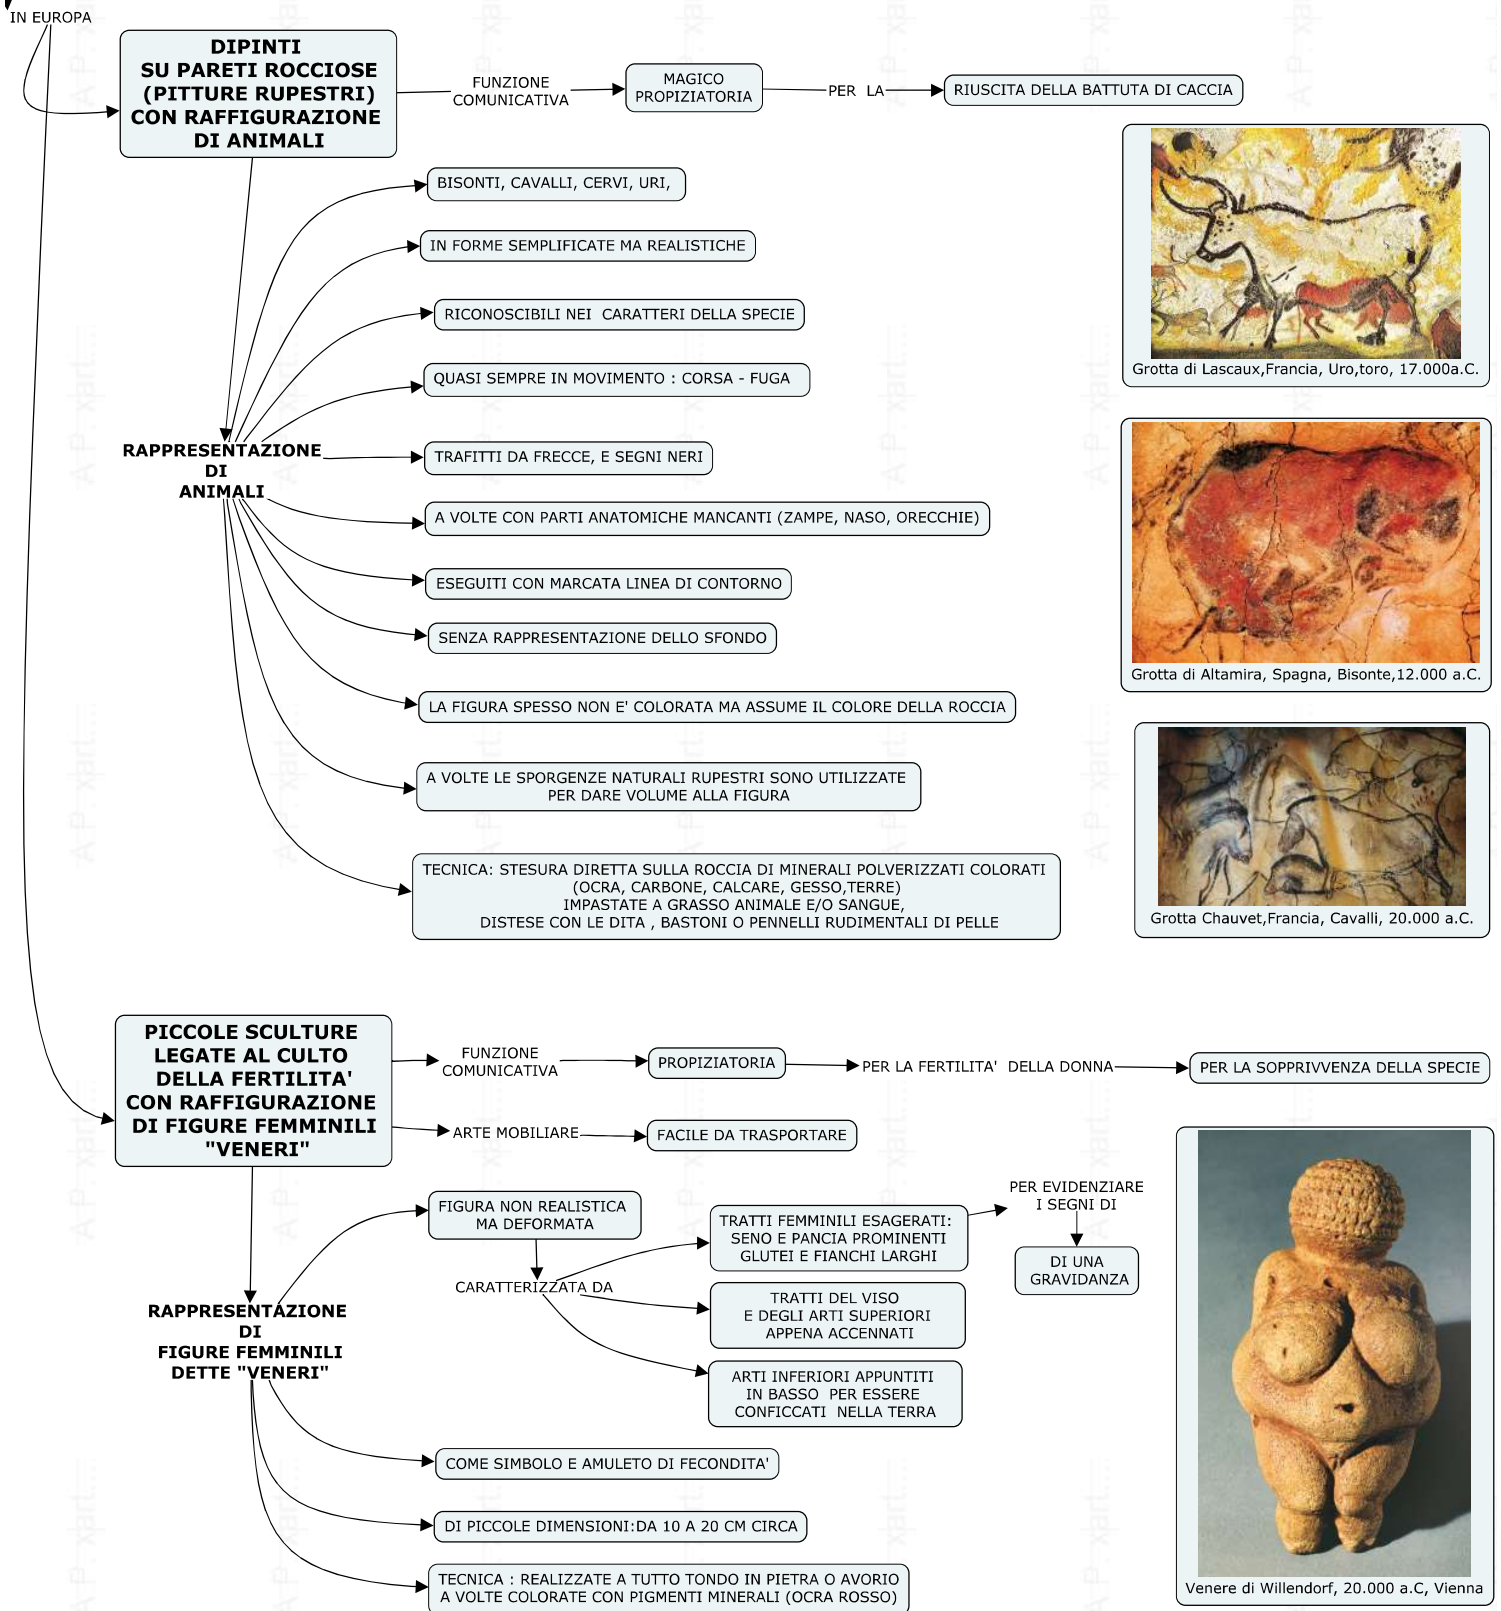 IN EUROPA
DIPINTI
SU PARETI ROCCIOSE
(PITTURE RUPESTRI)
CON RAFFIGURAZIONE
DI ANIMALI
FUNZIONE
COMUNICATIVA
MAGICO
PROPIZIATORIA
PER LA
RIUSCITA DELLA BATTUTA DI CACCIA
BISONTI, CAVALLI, CERVI, URI,
IN FORME SEMPLIFICATE MA REALISTICHE
RICONOSCIBILI NEI CARATTERI DELLA SPECIE
QUASI SEMPRE IN MOVIMENTO : CORSA - FUGA
RAPPRESENTAZIONE
DI
ANIMALI
TRAFITTI DA FRECCE, E SEGNI NERI
A VOLTE CON PARTI ANATOMICHE MANCANTI (ZAMPE, NASO, ORECCHIE)
ESEGUITI CON MARCATA LINEA DI CONTORNO
SENZA RAPPRESENTAZIONE DELLO SFONDO
LA FIGURA SPESSO NON E' COLORATA MA ASSUME IL COLORE DELLA ROCCIA
A VOLTE LE SPORGENZE NATURALI RUPESTRI SONO UTILIZZATE
PER DARE VOLUME ALLA FIGURA
TECNICA: STESURA DIRETTA SULLA ROCCIA DI MINERALI POLVERIZZATI COLORATI
(OCRA, CARBONE, CALCARE, GESSO,TERRE)
IMPASTATE A GRASSO ANIMALE E/O SANGUE,
DISTESE CON LE DITA , BASTONI O PENNELLI RUDIMENTALI DI PELLE
Grotta di Lascaux,Francia, Uro,toro, 17.000a.C.
Grotta di Altamira, Spagna, Bisonte,12.000 a.C.
Grotta Chauvet,Francia, Cavalli, 20.000 a.C.
PICCOLE SCULTURE
LEGATE AL CULTO
DELLA FERTILITA'
CON RAFFIGURAZIONE
DI FIGURE FEMMINILI
"VENERI"
FUNZIONE
COMUNICATIVA
PROPIZIATORIA
PER LA FERTILITA' DELLA DONNA
PER LA SOPPRIVVENZA DELLA SPECIE
ARTE MOBILIARE
FACILE DA TRASPORTARE
RAPPRESENTAZIONE
DI
FIGURE FEMMINILI
DETTE "VENERI"
FIGURA NON REALISTICA
MA DEFORMATA
CARATTERIZZATA DA
TRATTI FEMMINILI ESAGERATI:
SENO E PANCIA PROMINENTI
GLUTEI E FIANCHI LARGHI
PER EVIDENZIARE
I SEGNI DI
DI UNA
GRAVIDANZA
TRATTI DEL VISO
E DEGLI ARTI SUPERIORI
APPENA ACCENNATI
ARTI INFERIORI APPUNTITI
IN BASSO PER ESSERE
CONFICCATI NELLA TERRA
COME SIMBOLO E AMULETO DI FECONDITA'
DI PICCOLE DIMENSIONI:DA 10 A 20 CM CIRCA
TECNICA : REALIZZATE A TUTTO TONDO IN PIETRA O AVORIO
A VOLTE COLORATE CON PIGMENTI MINERALI (OCRA ROSSO)
Venere di Willendorf, 20.000 a.C, Vienna